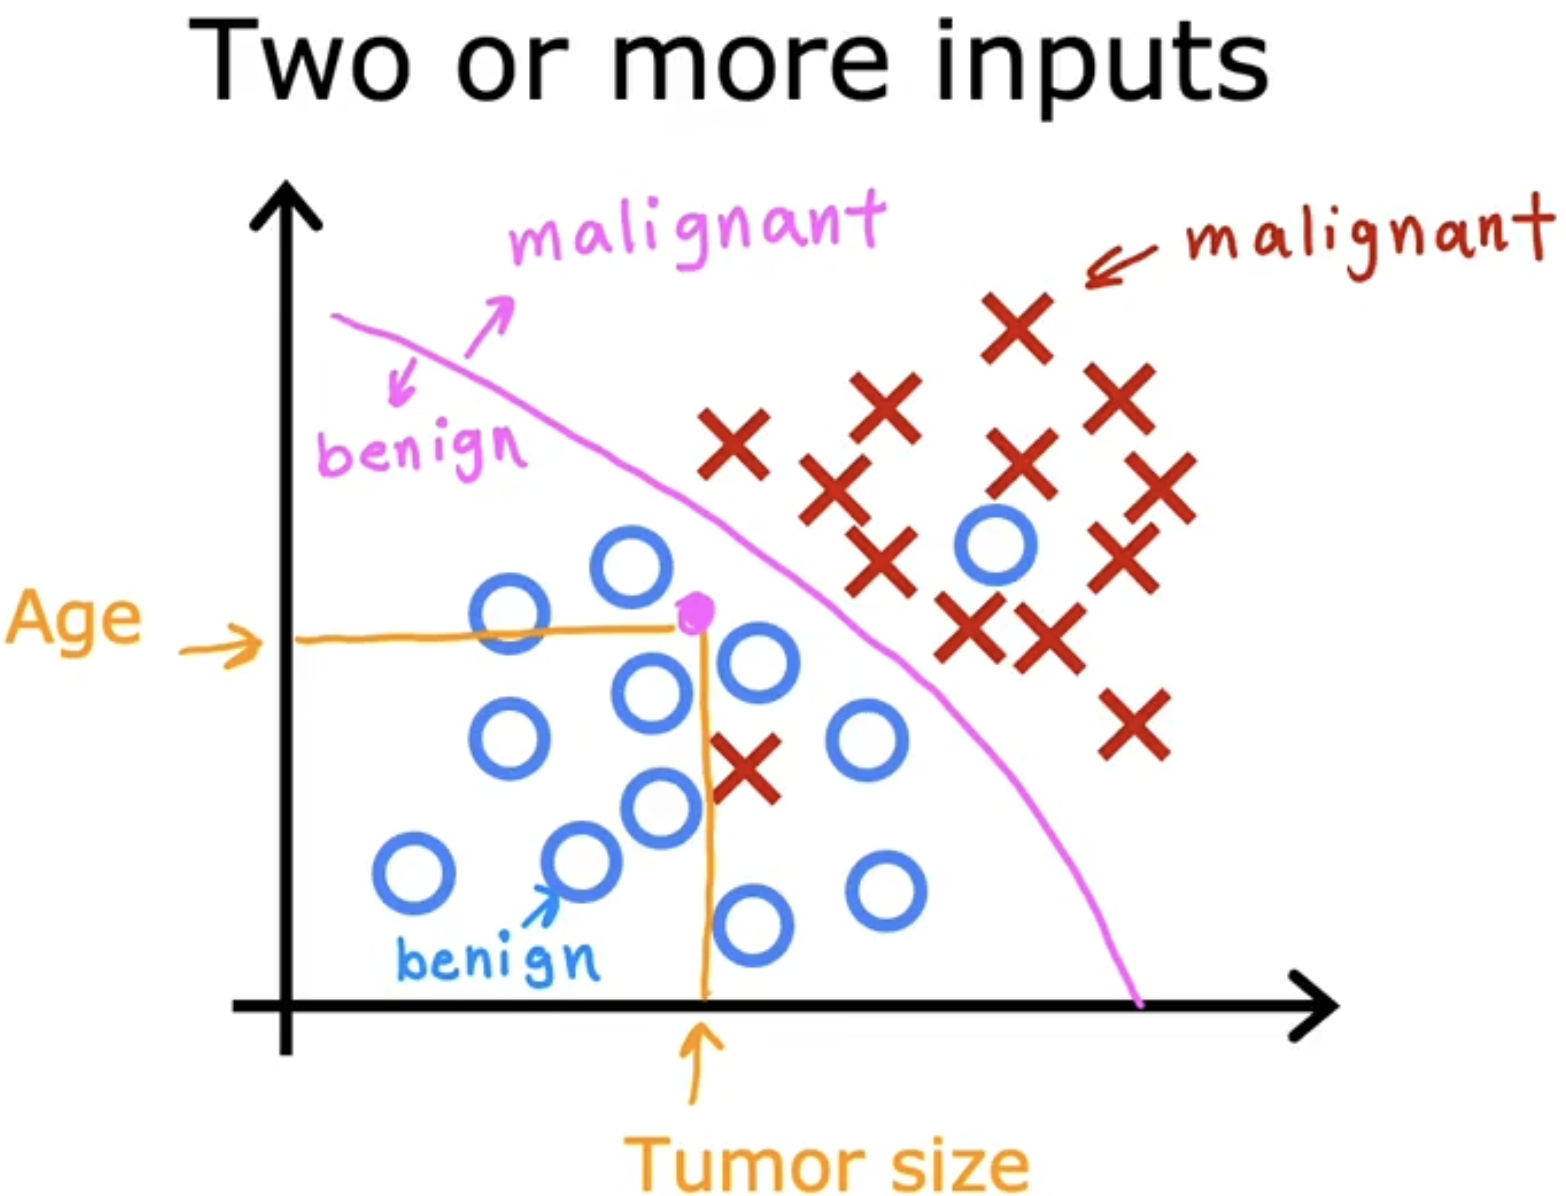 Two or more inputs
malignant
malignant
benign
Age
benign
Tumor size